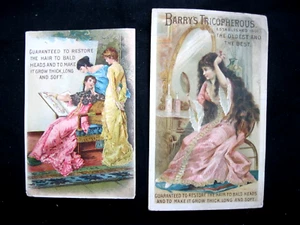 GUARANTEED TO RESTORE
THE HAIR TO BALD
HEADS AND TO MAKE
IT GROW THICK, LONG
AND SOFT.
BARRY'S TRICOPHEROUS
ESTABLISHED 1801
THE OLDEST AND
THE BEST.
GUARANTEED TO RESTORE THE HAIR TO BALD HEADS
AND TO MAKE IT GROW THICK, LONG AND SOFT.